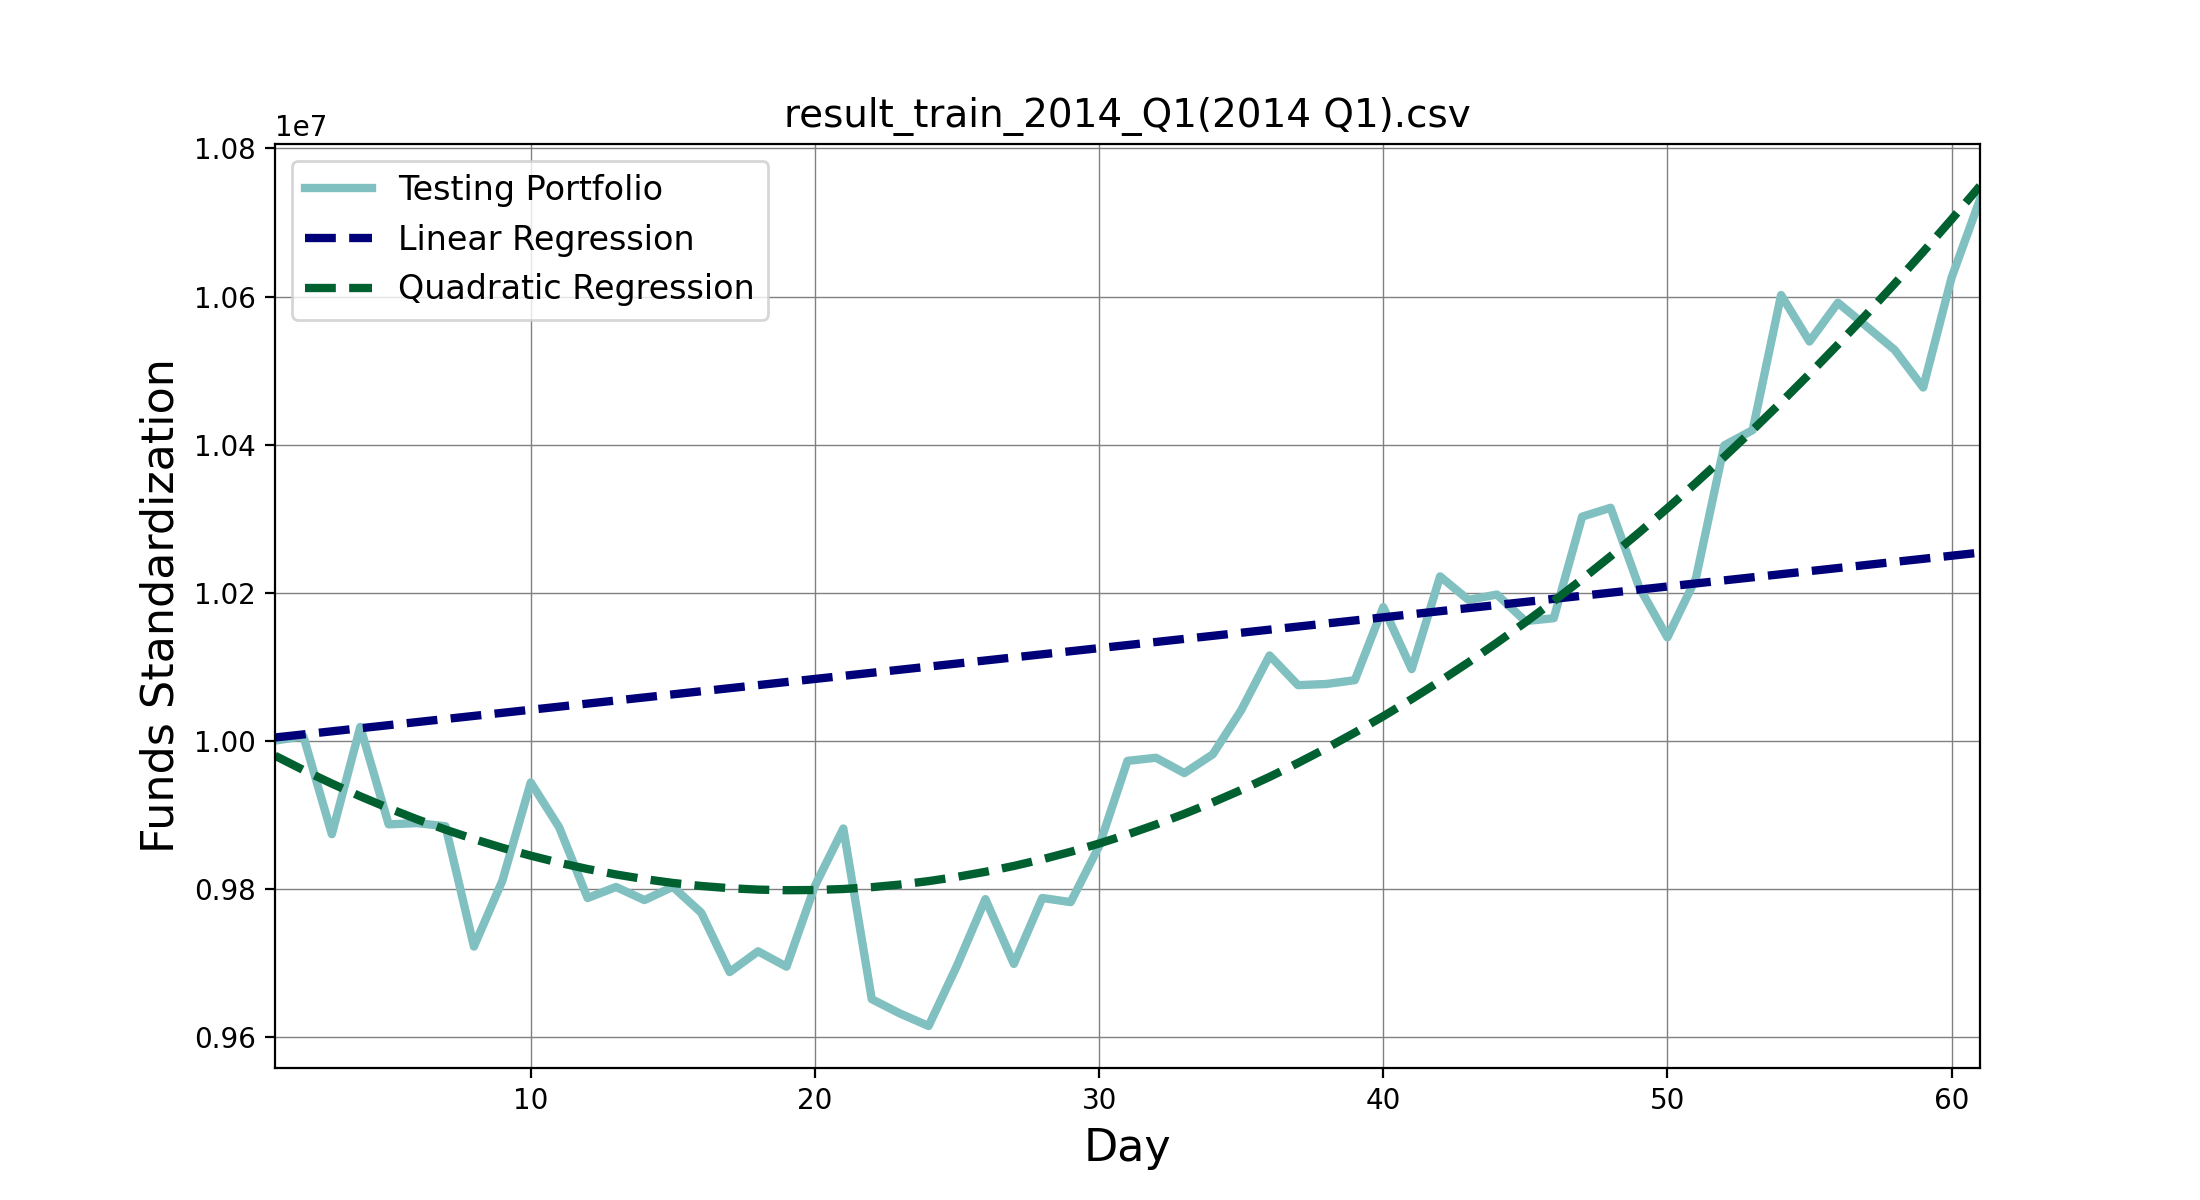 result_train_2014_Q1(2014 Q1).csv
1e7
1.08
1.06
1.04
1.02
1.00
0.98
0.96
Funds Standardization
Testing Portfolio
Linear Regression
Quadratic Regression
10 20 30 40 50 60
Day